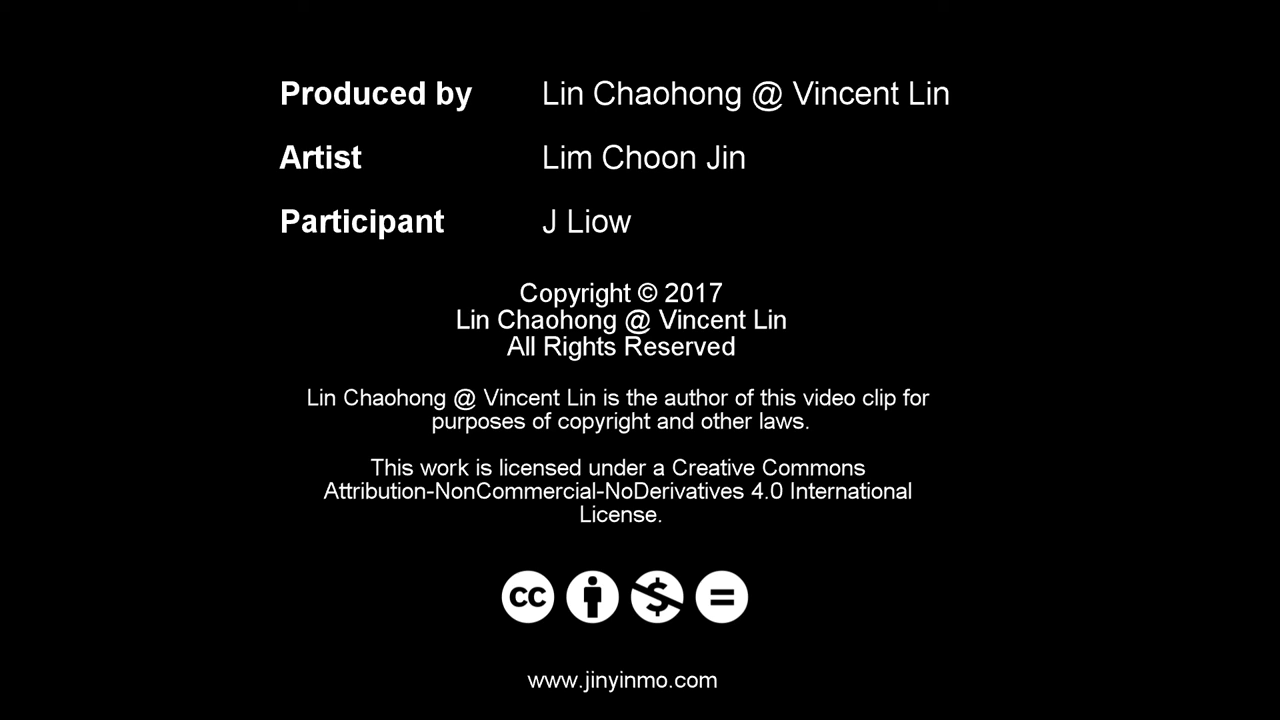 Produced by Lin Chaohong @ Vincent Lin
Artist Lim Choon Jin
Participant J Liow
Copyright © 2017
Lin Chaohong @ Vincent Lin
All Rights Reserved
Lin Chaohong @ Vincent Lin is the author of this video clip for
purposes of copyright and other laws.
This work is licensed under a Creative Commons
Attribution-NonCommercial-NoDerivatives 4.0 International
License.
cc $ =
www.jinyinmo.com